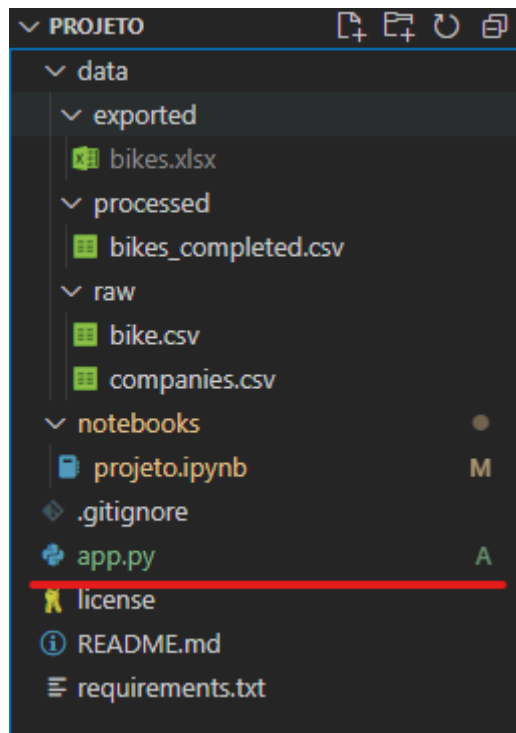 PROJETO
data
exported
bikes.xlsx
processed
bikes_completed.csv
raw
bike.csv
companies.csv
notebooks
projeto.ipynb M
.gitignore
app.py A
license
README.md
requirements.txt